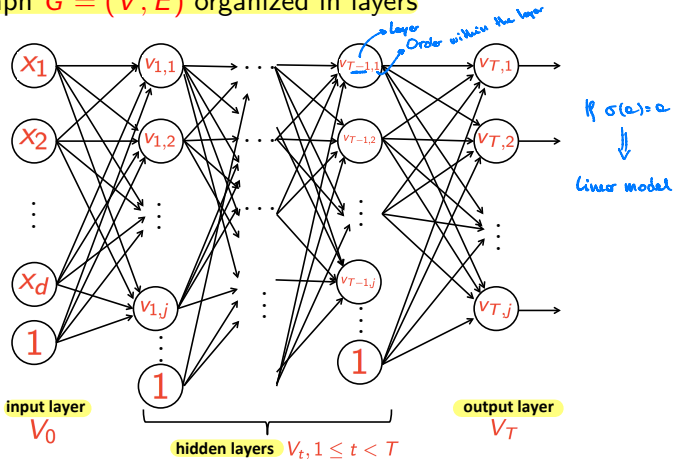 graph G = (V, E) organized in layers
Layer
Order within the layer
x1 v1,1 · · · vT−1,1 vT,1
If σ(a)=a
x2 v1,2 · · · vT−1,2 vT,2
⇓
Linear model
⋮ ⋮ · · · ⋮ ⋮
xd v1,j ⋮ vT−1,j vT,j
1 ⋮ ⋮
1 1
input layer output layer
V0 VT
hidden layers Vt, 1 ≤ t < T